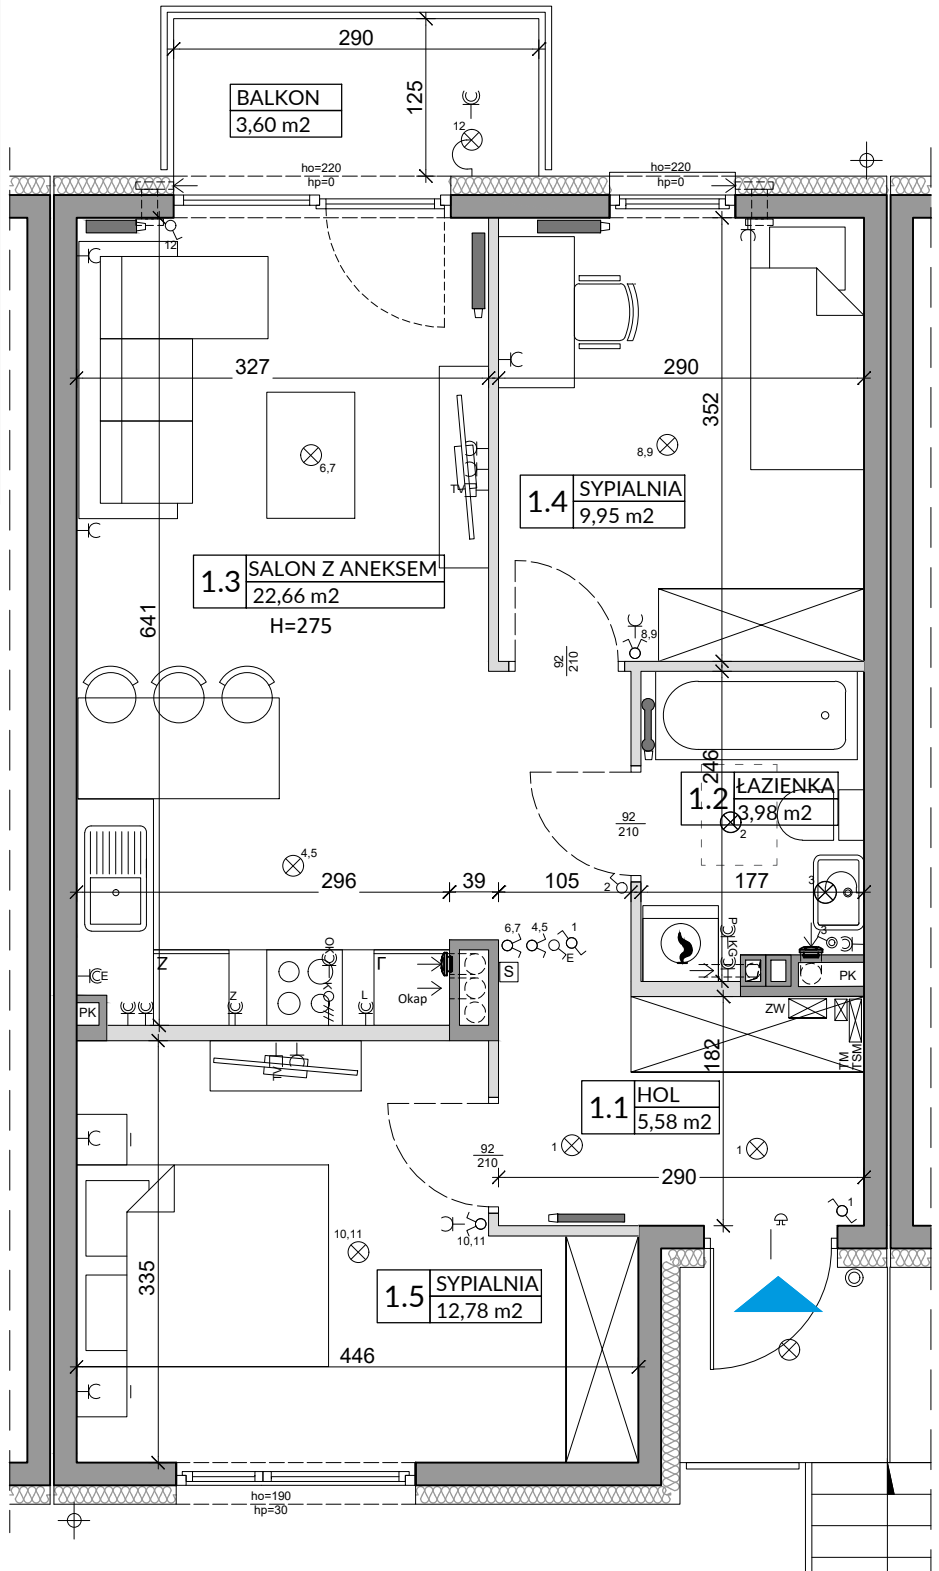 290
125
BALKON
3,60 m2
12
ho=220
hp=0
ho=220
hp=0
12
327
290
352
6,7
8,9
TV
1.4 SYPIALNIA
9,95 m2
1.3 SALON Z ANEKSEM
22,66 m2
H=275
641
8,9
92
210
246
1.2 ŁAZIENKA
3,98 m2
2
92
210
4,5
296
39
105
177
2
3
6,7
4,5
1
E
3
S
Z
OK
L
Okap
Z
PK
PK
ZW
TM
TSM
182
TV
1.1 HOL
5,58 m2
1
1
92
210
290
1
10,11
10,11
335
1.5 SYPIALNIA
12,78 m2
446
ho=190
hp=30